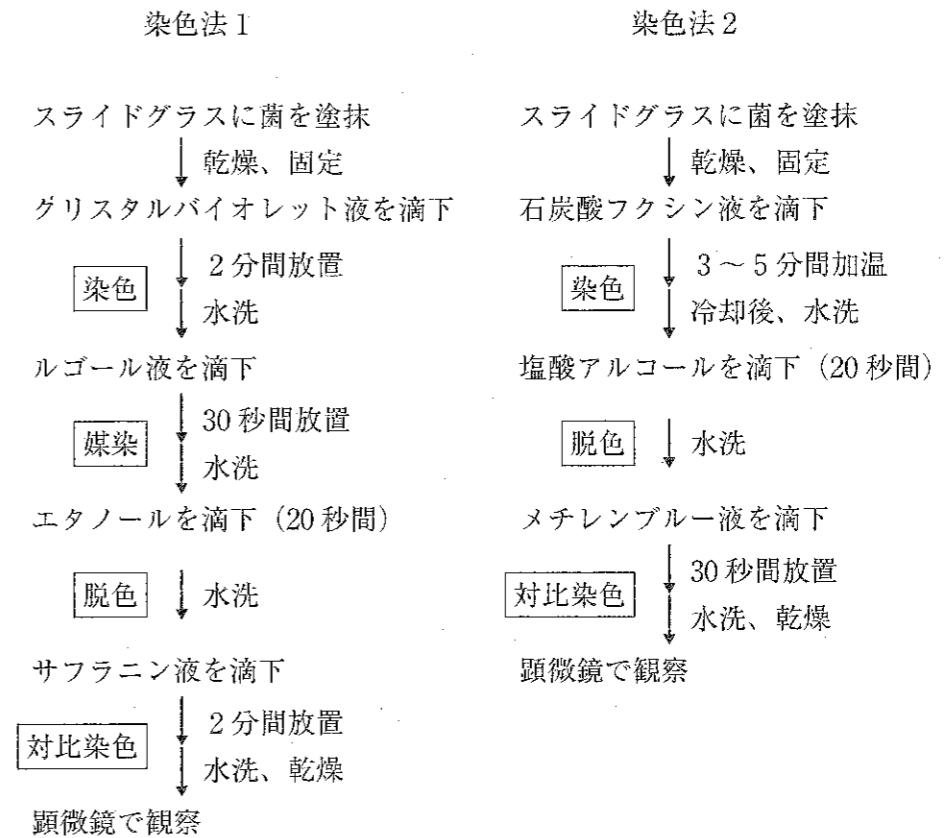 染色法1
スライドグラスに菌を塗抹
乾燥、固定
グリスタルバイオレット液を滴下
染色
2分間放置
水洗
ルゴール液を滴下
媒染
30秒間放置
水洗
エタノールを滴下（20秒間）
脱色
水洗
サフラニン液を滴下
対比染色
2分間放置
水洗、乾燥
顕微鏡で観察
染色法2
スライドグラスに菌を塗抹
乾燥、固定
石炭酸フクシン液を滴下
染色
3～5分間加温
冷却後、水洗
塩酸アルコールを滴下（20秒間）
脱色
水洗
メチレンブルー液を滴下
対比染色
30秒間放置
水洗、乾燥
顕微鏡で観察